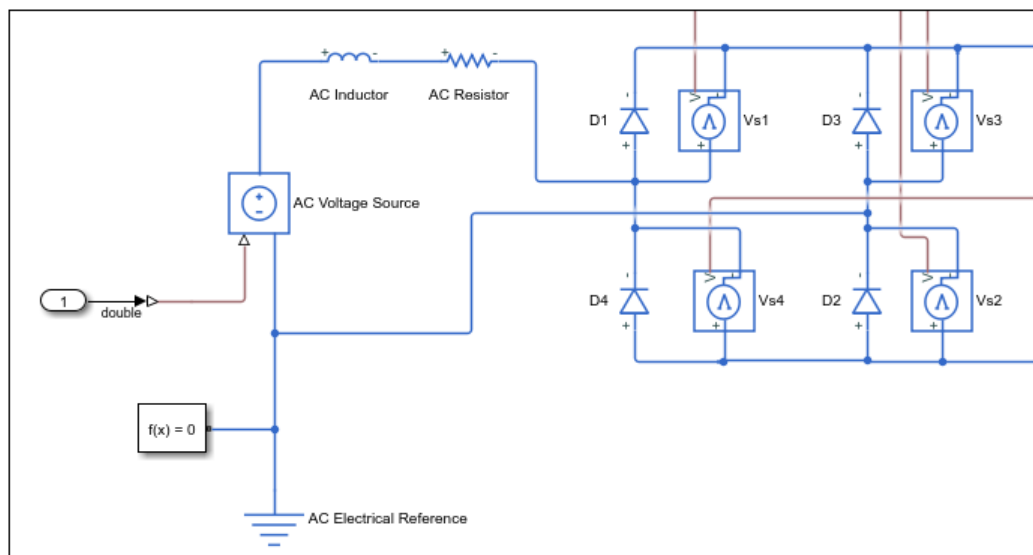 AC Inductor
AC Resistor
D1
Vs1
D3
Vs3
AC Voltage Source
1
double
D4
Vs4
D2
Vs2
f(x) = 0
AC Electrical Reference